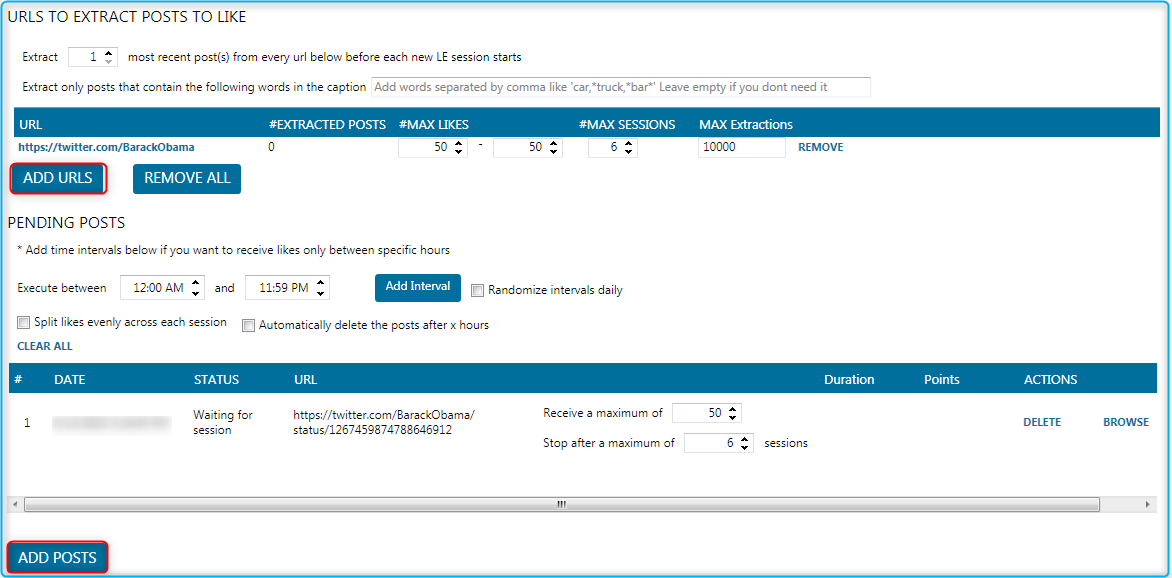 URLS TO EXTRACT POSTS TO LIKE
Extract 1 most recent post(s) from every url below before each new LE session starts
Extract only posts that contain the following words in the caption Add words separated by comma like 'car,*truck,*bar*' Leave empty if you dont need it
URL #EXTRACTED POSTS #MAX LIKES #MAX SESSIONS MAX Extractions
https://twitter.com/BarackObama 0 50 - 50 6 10000 REMOVE
ADD URLS REMOVE ALL
PENDING POSTS
* Add time intervals below if you want to receive likes only between specific hours
Execute between 12:00 AM and 11:59 PM Add Interval Randomize intervals daily
Split likes evenly across each session Automatically delete the posts after x hours
CLEAR ALL
# DATE STATUS URL Duration Points ACTIONS
1 Waiting for session https://twitter.com/BarackObama/status/1267459874788646912 Receive a maximum of 50 DELETE BROWSE
Stop after a maximum of 6 sessions
ADD POSTS